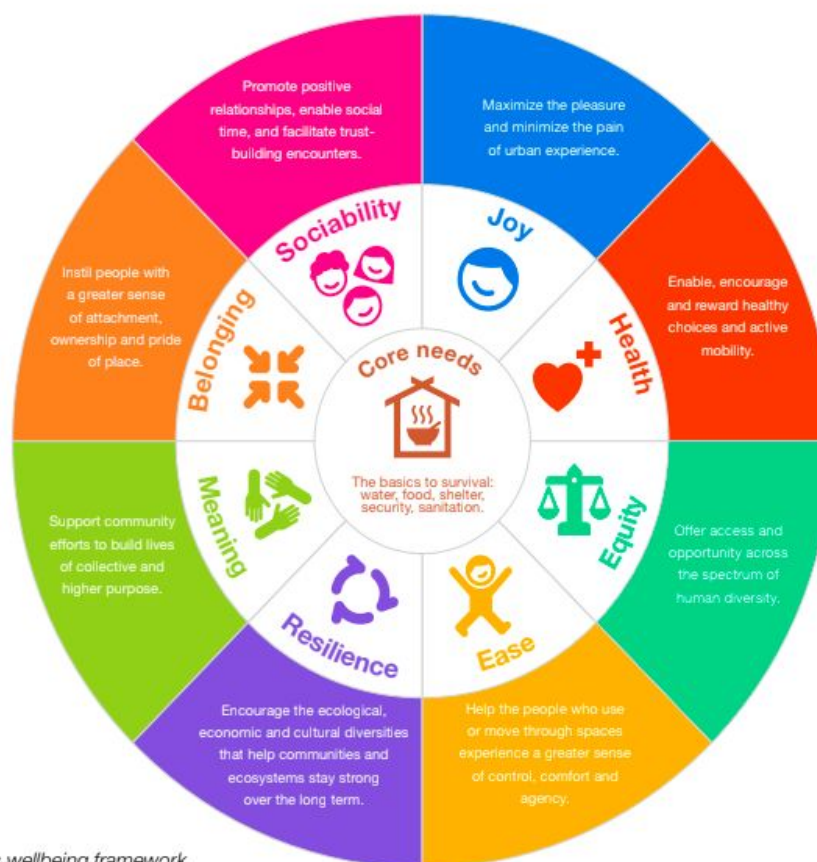 Core needs
The basics to survival:
water, food, shelter,
security, sanitation.
Joy
Maximize the pleasure
and minimize the pain
of urban experience.
Health
Enable, encourage
and reward healthy
choices and active
mobility.
Equity
Offer access and
opportunity across
the spectrum of
human diversity.
Ease
Help the people who use
or move through spaces
experience a greater sense
of control, comfort and
agency.
Resilience
Encourage the ecological,
economic and cultural diversities
that help communities and
ecosystems stay strong
over the long term.
Meaning
Support community
efforts to build lives
of collective and
higher purpose.
Belonging
Instil people with
a greater sense
of attachment,
ownership and pride
of place.
Sociability
Promote positive
relationships, enable social
time, and facilitate trust-
building encounters.
wellbeing framework